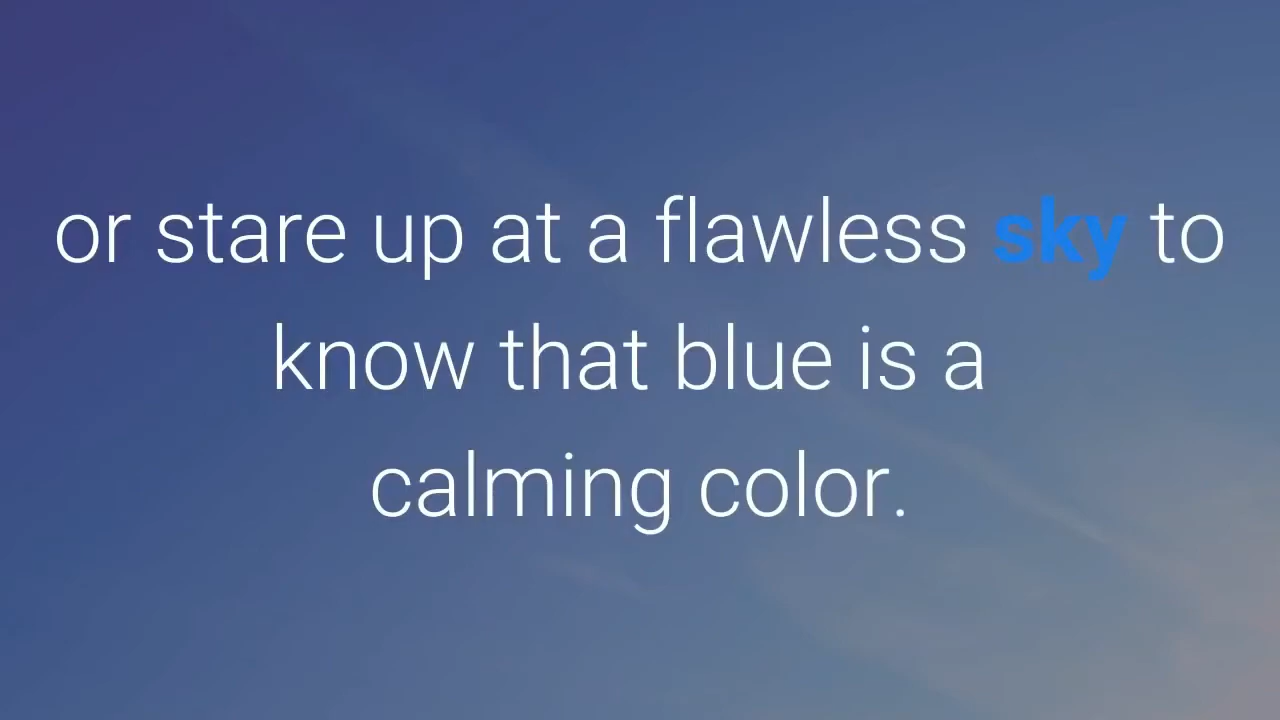 or stare up at a flawless sky to
know that blue is a
calming color.